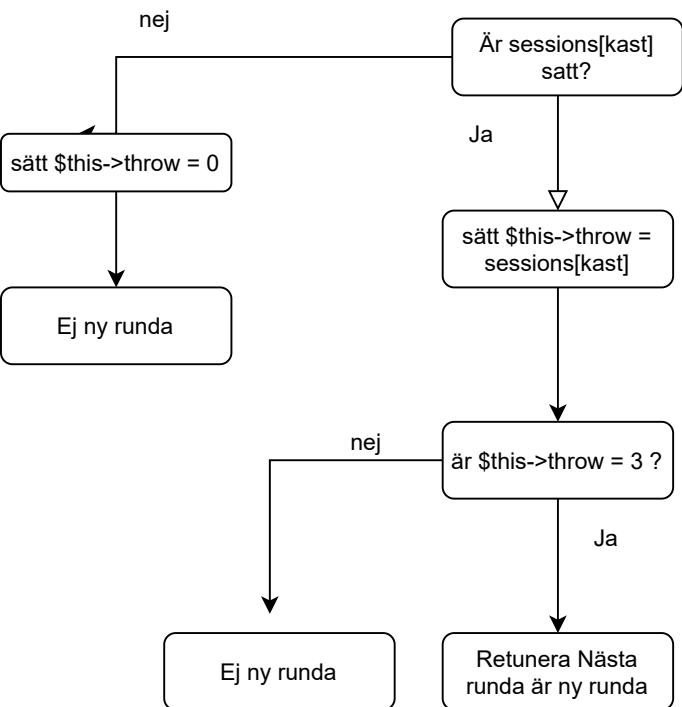 nej
Är sessions[kast]
satt?
Ja
sätt $this->throw = 0
sätt $this->throw =
sessions[kast]
Ej ny runda
nej
är $this->throw = 3 ?
Ja
Ej ny runda
Retunera Nästa
runda är ny runda